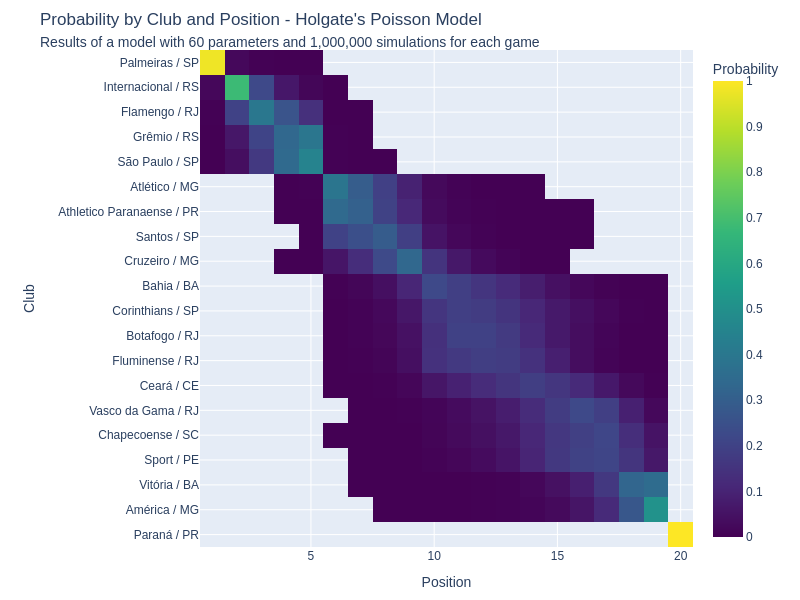 Probability by Club and Position - Holgate's Poisson Model
Results of a model with 60 parameters and 1,000,000 simulations for each game
Probability
Palmeiras / SP
Internacional / RS
Flamengo / RJ
Grêmio / RS
São Paulo / SP
Atlético / MG
Athletico Paranaense / PR
Santos / SP
Cruzeiro / MG
Bahia / BA
Corinthians / SP
Botafogo / RJ
Fluminense / RJ
Ceará / CE
Vasco da Gama / RJ
Chapecoense / SC
Sport / PE
Vitória / BA
América / MG
Paraná / PR
Club
5
10
15
20
Position
1
0.9
0.8
0.7
0.6
0.5
0.4
0.3
0.2
0.1
0